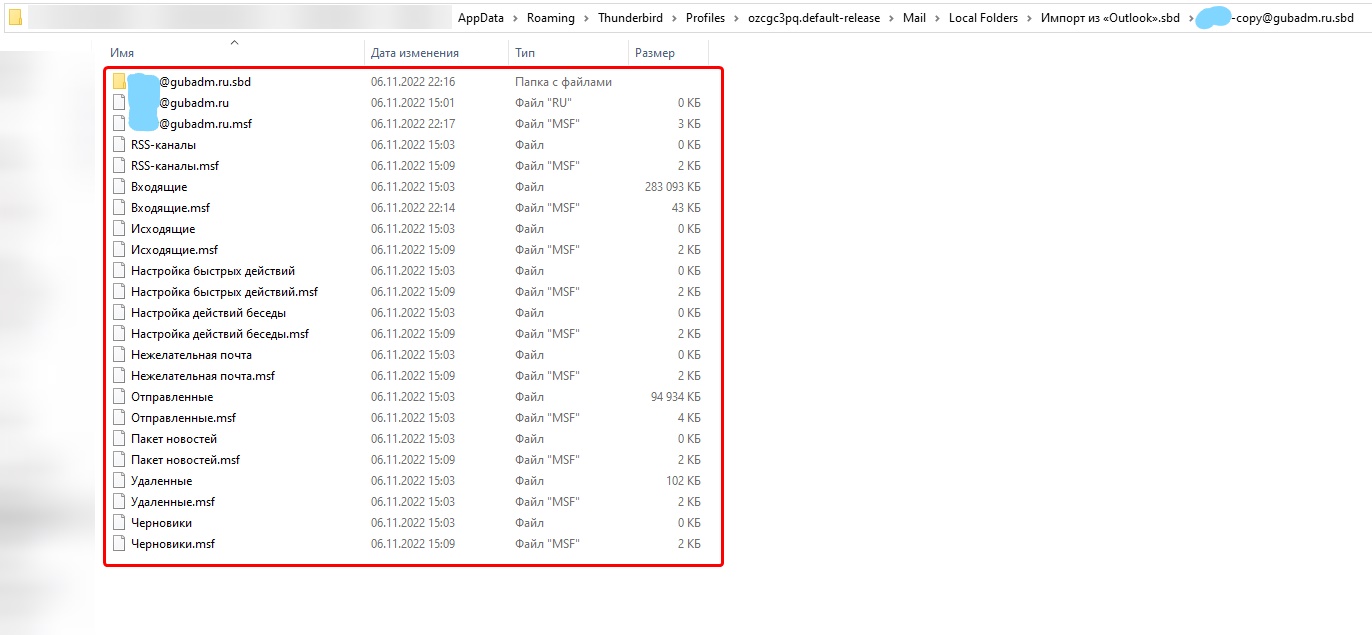 AppData › Roaming › Thunderbird › Profiles › ozcgc3pq.default-release › Mail › Local Folders › Импорт из «Outlook».sbd › -copy@gubadm.ru.sbd
Имя Дата изменения Тип Размер
@gubadm.ru.sbd 06.11.2022 22:16 Папка с файлами
@gubadm.ru 06.11.2022 15:01 Файл "RU" 0 КБ
@gubadm.ru.msf 06.11.2022 22:17 Файл "MSF" 3 КБ
RSS-каналы 06.11.2022 15:03 Файл 0 КБ
RSS-каналы.msf 06.11.2022 15:09 Файл "MSF" 2 КБ
Входящие 06.11.2022 15:03 Файл 283 093 КБ
Входящие.msf 06.11.2022 22:14 Файл "MSF" 43 КБ
Исходящие 06.11.2022 15:03 Файл 0 КБ
Исходящие.msf 06.11.2022 15:09 Файл "MSF" 2 КБ
Настройка быстрых действий 06.11.2022 15:03 Файл 0 КБ
Настройка быстрых действий.msf 06.11.2022 15:09 Файл "MSF" 2 КБ
Настройка действий беседы 06.11.2022 15:03 Файл 0 КБ
Настройка действий беседы.msf 06.11.2022 15:09 Файл "MSF" 2 КБ
Нежелательная почта 06.11.2022 15:03 Файл 0 КБ
Нежелательная почта.msf 06.11.2022 15:09 Файл "MSF" 2 КБ
Отправленные 06.11.2022 15:03 Файл 94 934 КБ
Отправленные.msf 06.11.2022 15:03 Файл "MSF" 4 КБ
Пакет новостей 06.11.2022 15:03 Файл 0 КБ
Пакет новостей.msf 06.11.2022 15:09 Файл "MSF" 2 КБ
Удаленные 06.11.2022 15:03 Файл 102 КБ
Удаленные.msf 06.11.2022 15:03 Файл "MSF" 2 КБ
Черновики 06.11.2022 15:03 Файл 0 КБ
Черновики.msf 06.11.2022 15:09 Файл "MSF" 2 КБ